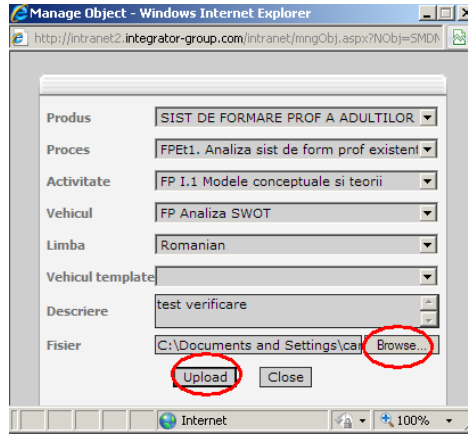 Manage Object - Windows Internet Explorer
http://intranet2.integrator-group.com/intranet/mngObj.aspx?NObj=SMDN
Produs SIST DE FORMARE PROF A ADULTILOR
Proces FPEt1. Analiza sist de form prof existent
Activitate FP I.1 Modele conceptuale si teorii
Vehicul FP Analiza SWOT
Limba Romanian
Vehicul template
Descriere test verificare
Fisier C:\Documents and Settings\car Browse...
Upload Close
Internet 100%